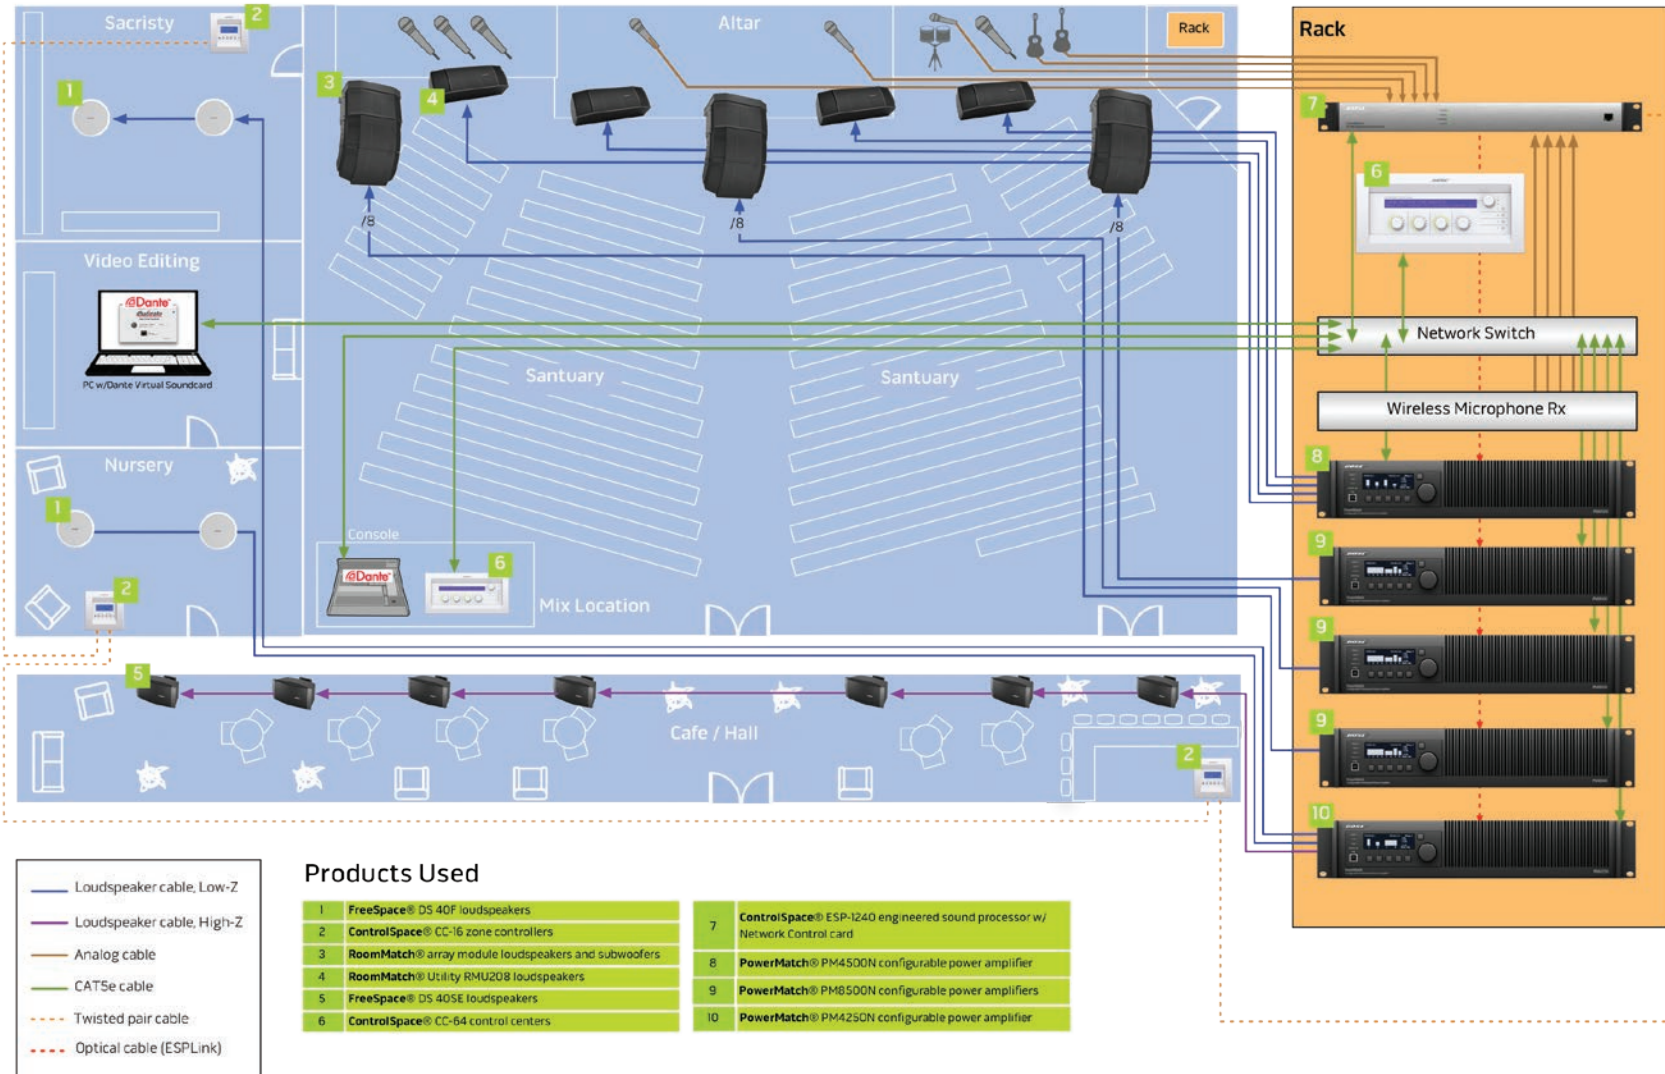 Sacristy
2
Altar
Rack
Rack
1
3
4
7
6
/8
/8
/8
Video Editing
Dante
PC w/Dante Virtual Soundcard
Network Switch
Santuary
Santuary
Wireless Microphone Rx
Nursery
1
8
Console
Dante
6
Mix Location
2
9
9
5
Cafe / Hall
9
2
10
Loudspeaker cable, Low-Z
Loudspeaker cable, High-Z
Analog cable
CAT5e cable
Twisted pair cable
Optical cable (ESPLink)
Products Used
1 FreeSpace® DS 40F loudspeakers
2 ControlSpace® CC-16 zone controllers
3 RoomMatch® array module loudspeakers and subwoofers
4 RoomMatch® Utility RMU208 loudspeakers
5 FreeSpace® DS 40SE loudspeakers
6 ControlSpace® CC-64 control centers
7 ControlSpace® ESP-1240 engineered sound processor w/
Network Control card
8 PowerMatch® PM4500N configurable power amplifier
9 PowerMatch® PM8500N configurable power amplifiers
10 PowerMatch® PM4250N configurable power amplifier